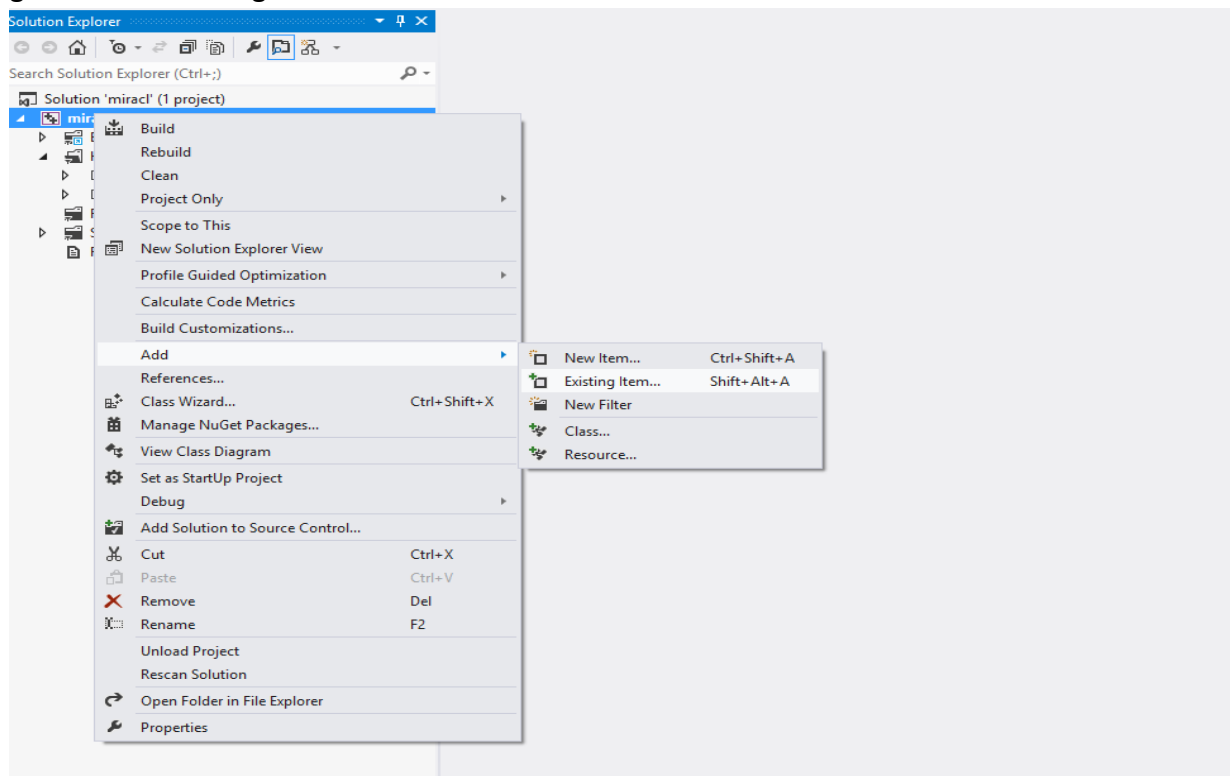 Solution Explorer
Search Solution Explorer (Ctrl+;)
Solution 'miracl' (1 project)
Build
Rebuild
Clean
Project Only
Scope to This
New Solution Explorer View
Profile Guided Optimization
Calculate Code Metrics
Build Customizations...
Add
New Item... Ctrl+Shift+A
References...
Existing Item... Shift+Alt+A
Class Wizard... Ctrl+Shift+X
New Filter
Manage NuGet Packages...
Class...
View Class Diagram
Resource...
Set as StartUp Project
Debug
Add Solution to Source Control...
Cut Ctrl+X
Paste Ctrl+V
Remove Del
Rename F2
Unload Project
Rescan Solution
Open Folder in File Explorer
Properties